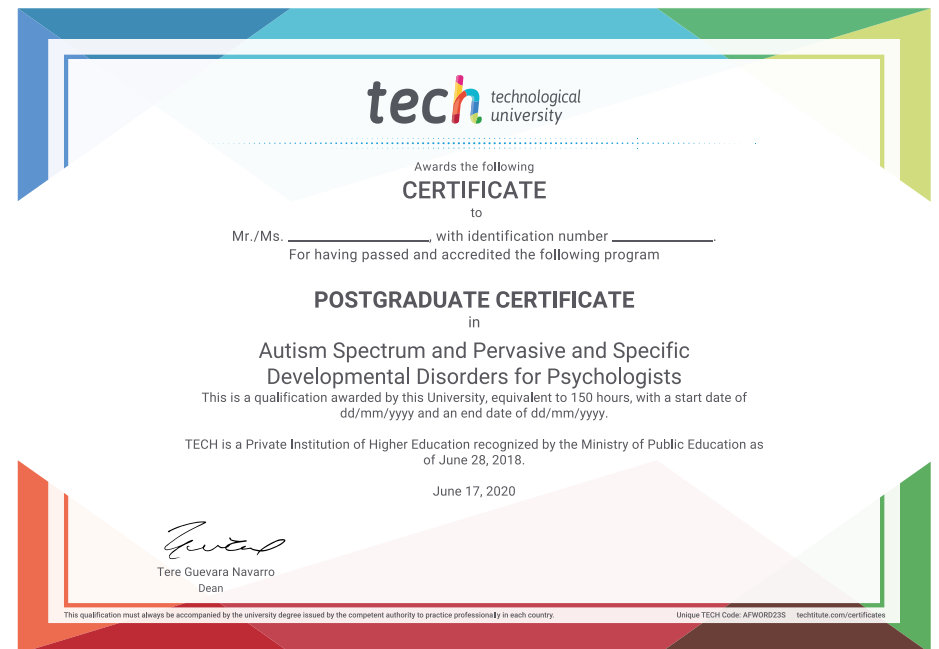 tech technological
university
Awards the following
CERTIFICATE
to
Mr./Ms. ____________________, with identification number ______________.
For having passed and accredited the following program
POSTGRADUATE CERTIFICATE
in
Autism Spectrum and Pervasive and Specific
Developmental Disorders for Psychologists
This is a qualification awarded by this University, equivalent to 150 hours, with a start date of
dd/mm/yyyy and an end date of dd/mm/yyyy.
TECH is a Private Institution of Higher Education recognized by the Ministry of Public Education as
of June 28, 2018.
June 17, 2020
Tere Guevara Navarro
Dean
This qualification must always be accompanied by the university degree issued by the competent authority to practice professionally in each country. Unique TECH Code: AFWORD23S techtitute.com/certificates